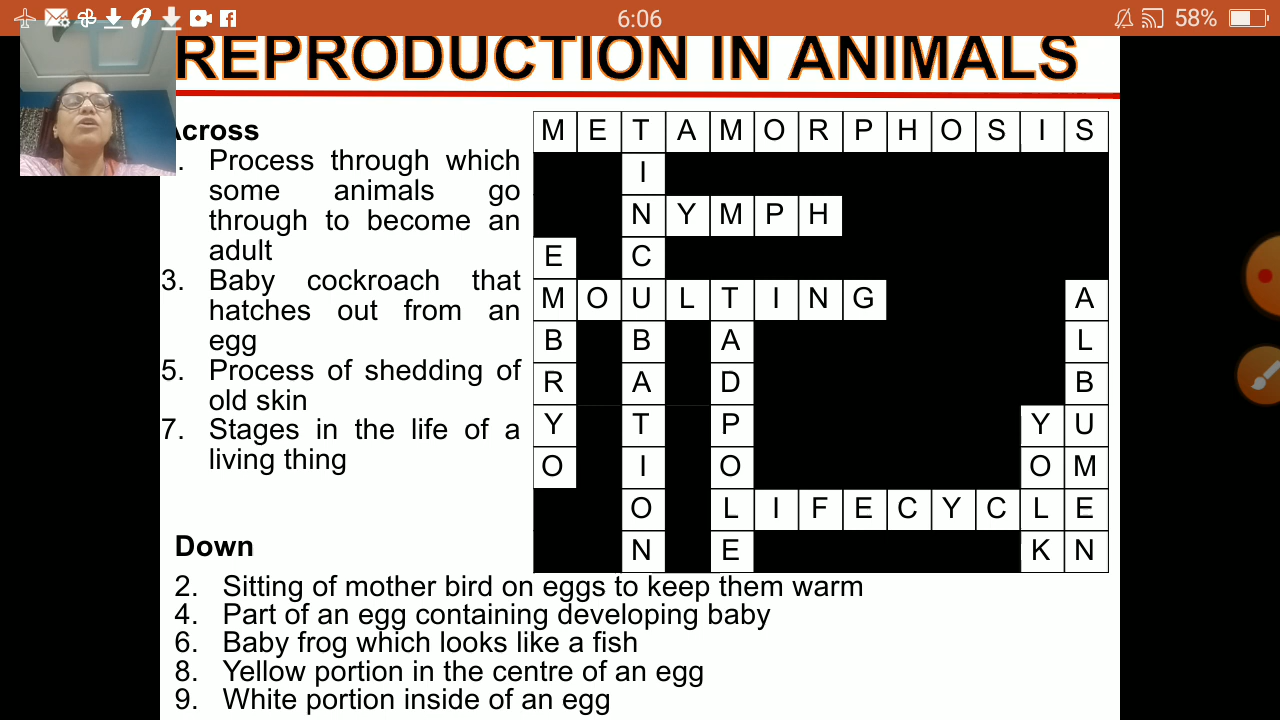 6:06
58%
REPRODUCTION IN ANIMALS
Across
. Process through which
some animals go
through to become an
adult
3. Baby cockroach that
hatches out from an
egg
5. Process of shedding of
old skin
7. Stages in the life of a
living thing
M E T A M O R P H O S I S
I
N Y M P H
E C
M O U L T I N G A
B B A L
R A D B
Y T P Y U
O I O O M
O L I F E C Y C L E
N E K N
Down
2. Sitting of mother bird on eggs to keep them warm
4. Part of an egg containing developing baby
6. Baby frog which looks like a fish
8. Yellow portion in the centre of an egg
9. White portion inside of an egg